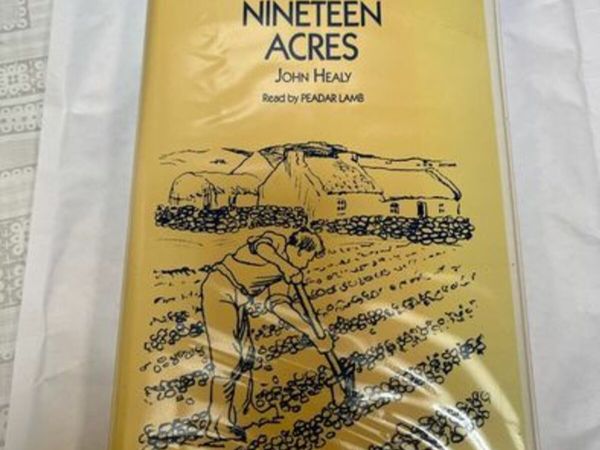 NINETEEN
ACRES
JOHN HEALY
Read by PEADAR LAMB